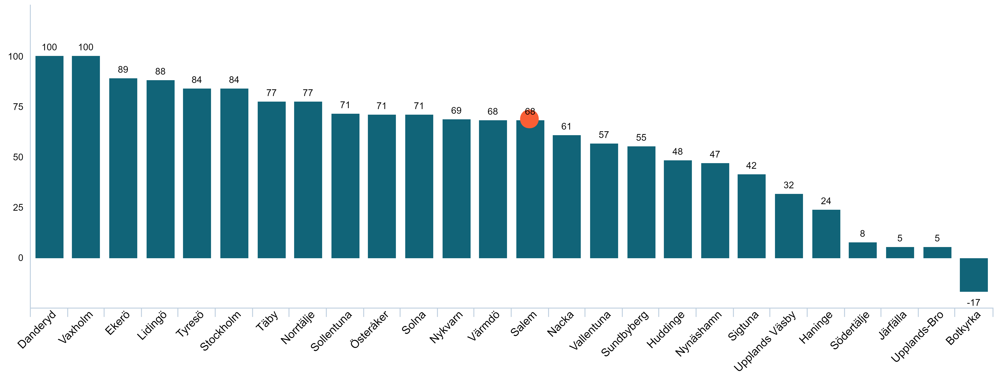 100
75
50
25
0
100
100
89
88
84
84
77
77
71
71
71
69
68
68
61
57
55
48
47
42
32
24
8
5
5
-17
Danderyd
Vaxholm
Ekerö
Lidingö
Tyresö
Stockholm
Täby
Norrtälje
Sollentuna
Österåker
Solna
Nykvarn
Värmdö
Salem
Nacka
Vallentuna
Sundbyberg
Huddinge
Nynäshamn
Sigtuna
Upplands Väsby
Haninge
Södertälje
Järfälla
Upplands-Bro
Botkyrka